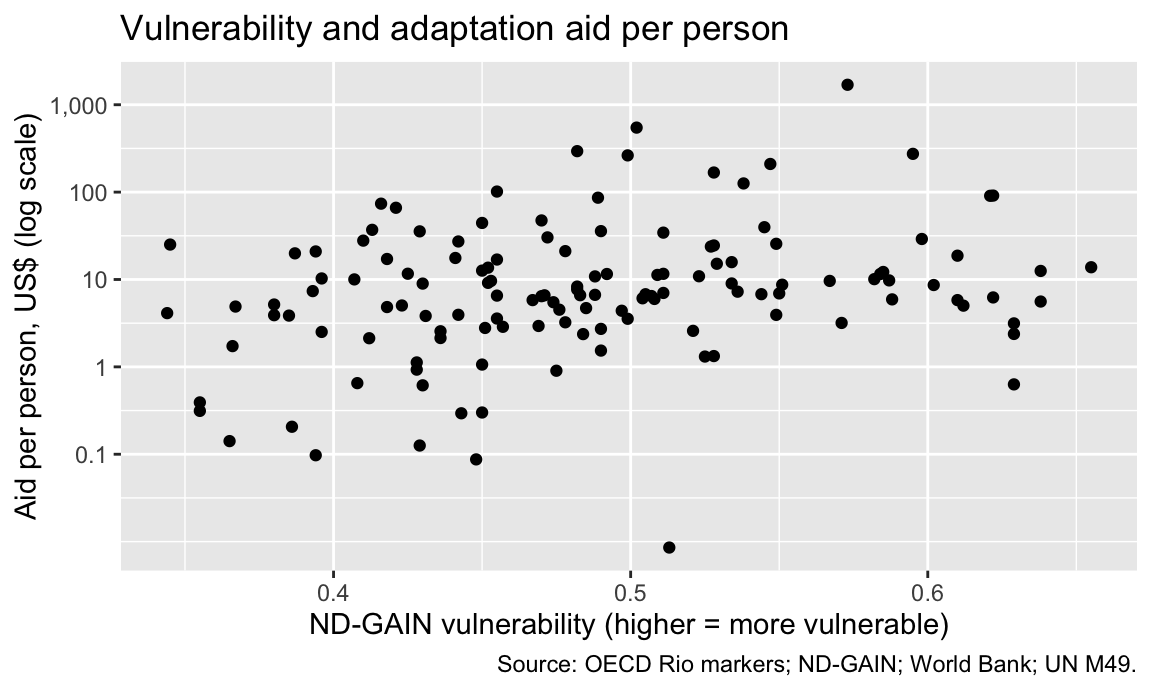 Vulnerability and adaptation aid per person
Aid per person, US$ (log scale)
1,000
100
10
1
0.1
0.4 0.5 0.6
ND-GAIN vulnerability (higher = more vulnerable)
Source: OECD Rio markers; ND-GAIN; World Bank; UN M49.